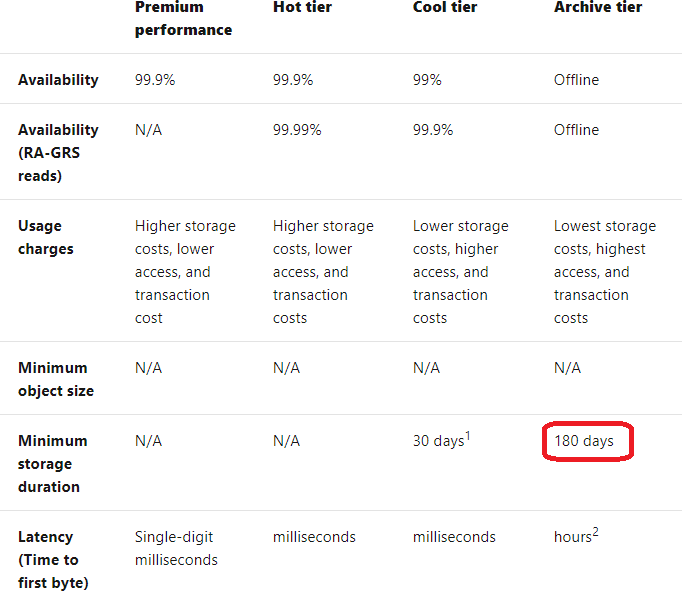 Premium performance	Hot tier	Cool tier	Archive tier
Availability	99.9%	99.9%	99%	Offline
Availability (RA-GRS reads)	N/A	99.99%	99.9%	Offline
Usage charges	Higher storage costs, lower access, and transaction cost	Higher storage costs, lower access, and transaction costs	Lower storage costs, higher access, and transaction costs	Lowest storage costs, highest access, and transaction costs
Minimum object size	N/A	N/A	N/A	N/A
Minimum storage duration	N/A	N/A	30 days1	180 days
Latency (Time to first byte)	Single-digit milliseconds	milliseconds	milliseconds	hours2